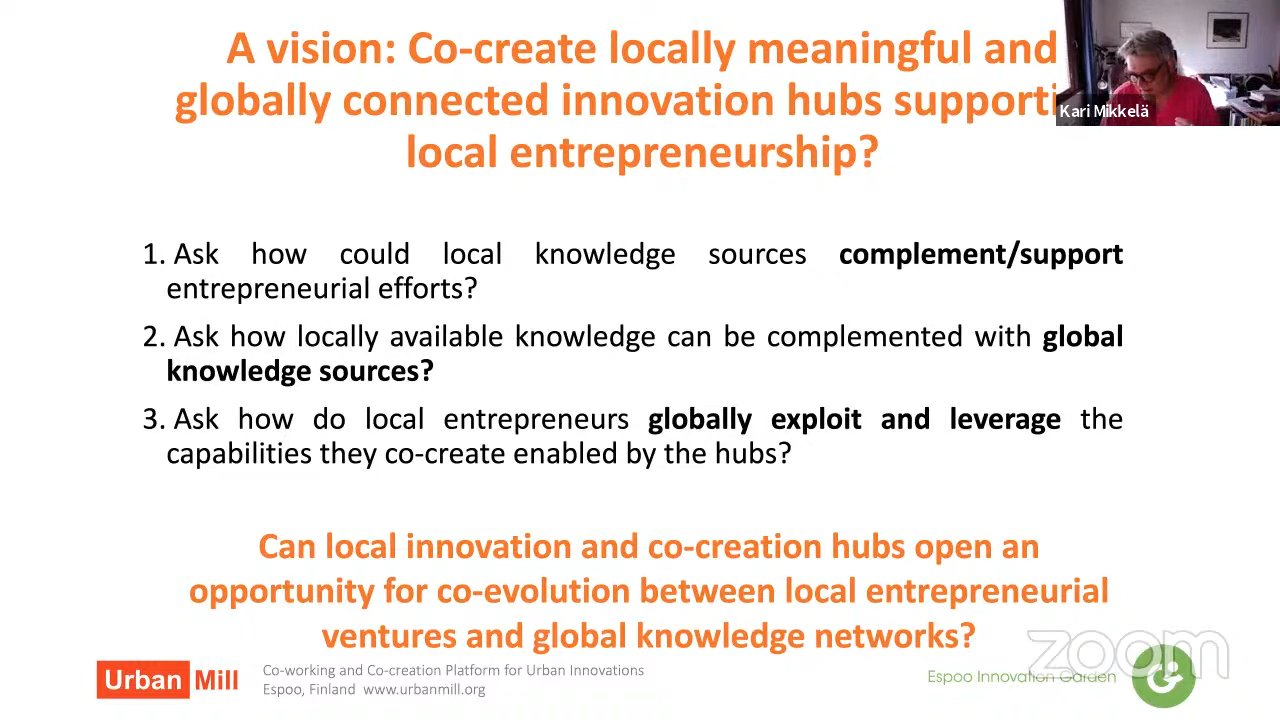 A vision: Co-create locally meaningful and
globally connected innovation hubs supporti
local entrepreneurship?
Kari Mikkelä
1. Ask how could local knowledge sources complement/support
entrepreneurial efforts?
2. Ask how locally available knowledge can be complemented with global
knowledge sources?
3. Ask how do local entrepreneurs globally exploit and leverage the
capabilities they co-create enabled by the hubs?
Can local innovation and co-creation hubs open an
opportunity for co-evolution between local entrepreneurial
ventures and global knowledge networks?
Urban Mill
Co-working and Co-creation Platform for Urban Innovations
Espoo, Finland www.urbanmill.org
Espoo Innovation Garden
zoom